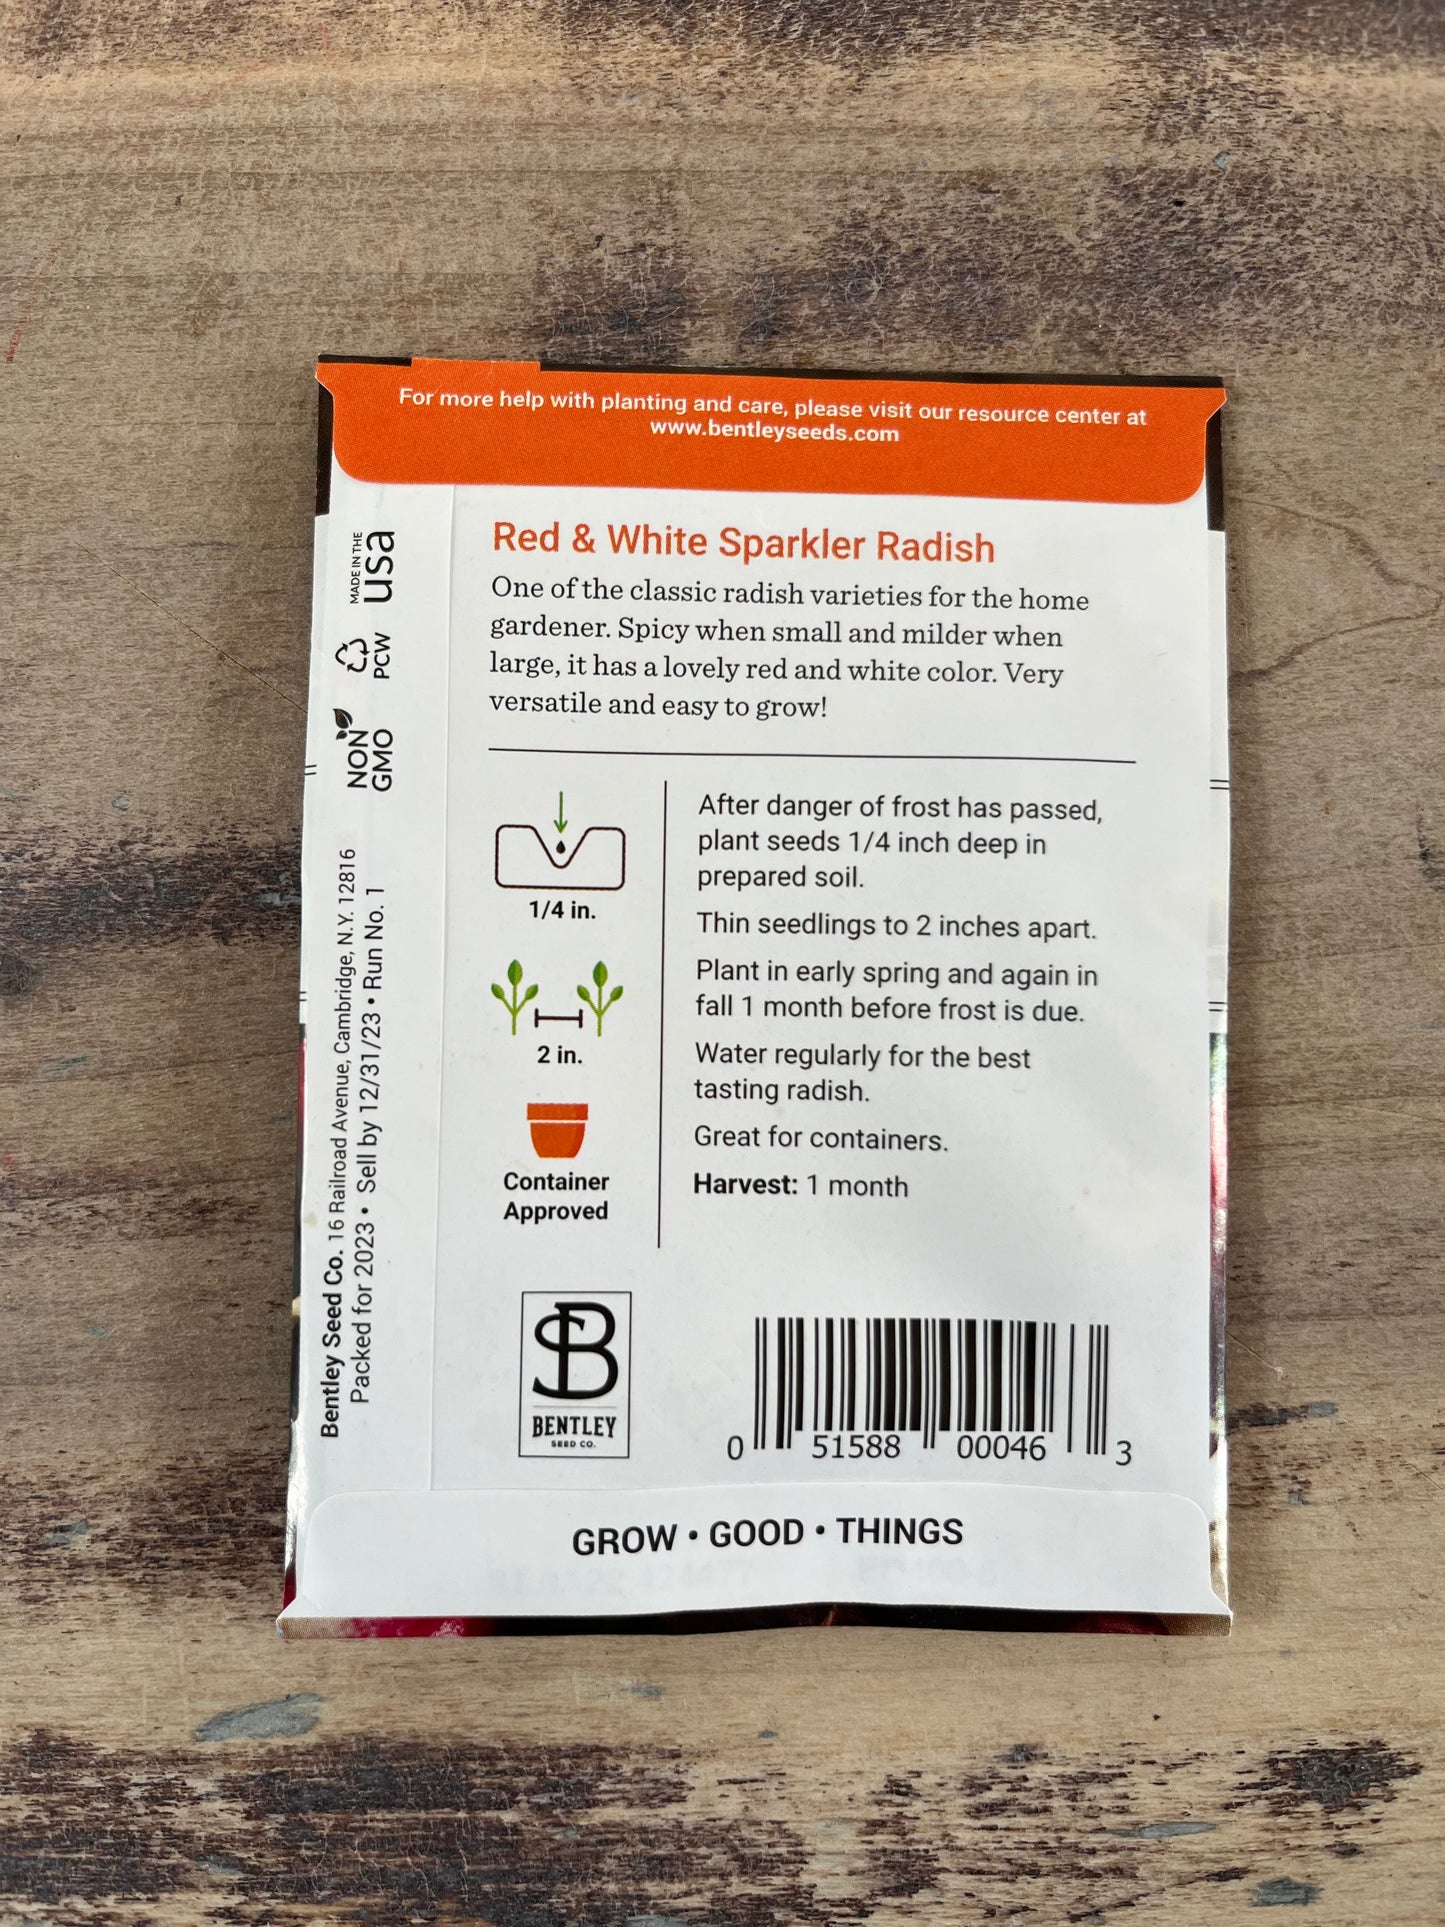 For more help with planting and care, please visit our resource center at
www.bentleyseeds.com
MADE IN THE
usa
PCW
NON
GMO
Bentley Seed Co. 16 Railroad Avenue, Cambridge, N.Y. 12816
Packed for 2023 • Sell by 12/31/23 • Run No. 1
Red & White Sparkler Radish
One of the classic radish varieties for the home
gardener. Spicy when small and milder when
large, it has a lovely red and white color. Very
versatile and easy to grow!
1/4 in.
2 in.
Container
Approved
After danger of frost has passed,
plant seeds 1/4 inch deep in
prepared soil.
Thin seedlings to 2 inches apart.
Plant in early spring and again in
fall 1 month before frost is due.
Water regularly for the best
tasting radish.
Great for containers.
Harvest: 1 month
SB
BENTLEY
SEED CO.
0 51588 00046 3
GROW • GOOD • THINGS